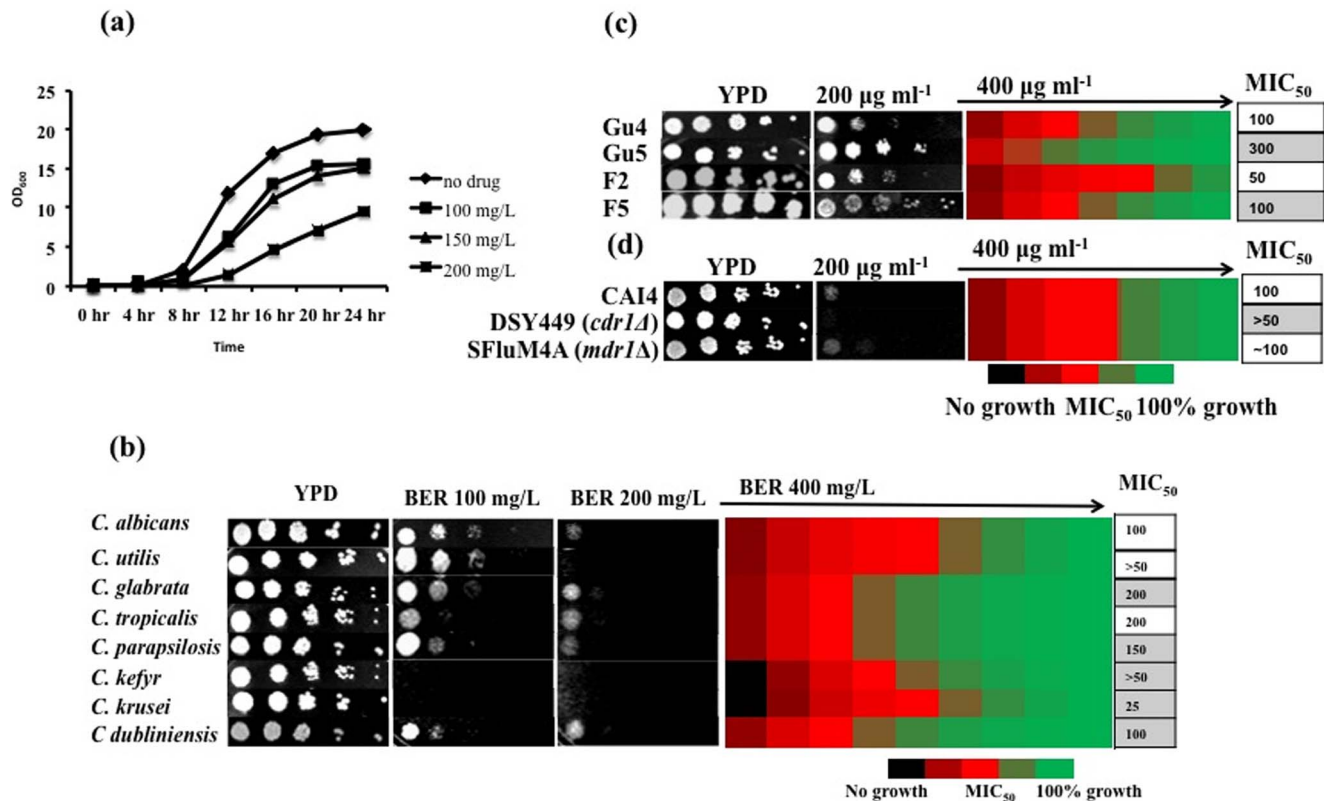 (a)
25
20
15
10
5
0
OD600
0 hr 4 hr 8 hr 12 hr 16 hr 20 hr 24 hr
Time
no drug
100 mg/L
150 mg/L
200 mg/L
(c)
YPD 200 µg ml-1 400 µg ml-1 MIC50
Gu4 100
Gu5 300
F2 50
F5 100
(d)
YPD 200 µg ml-1 400 µg ml-1 MIC50
CAI4 100
DSY449 (cdr1Δ) >50
SFluM4A (mdr1Δ) ~100
No growth MIC50 100% growth
(b)
YPD BER 100 mg/L BER 200 mg/L BER 400 mg/L MIC50
C. albicans 100
C. utilis >50
C. glabrata 200
C. tropicalis 200
C. parapsilosis 150
C. kefyr >50
C. krusei 25
C dubliniensis 100
No growth MIC50 100% growth